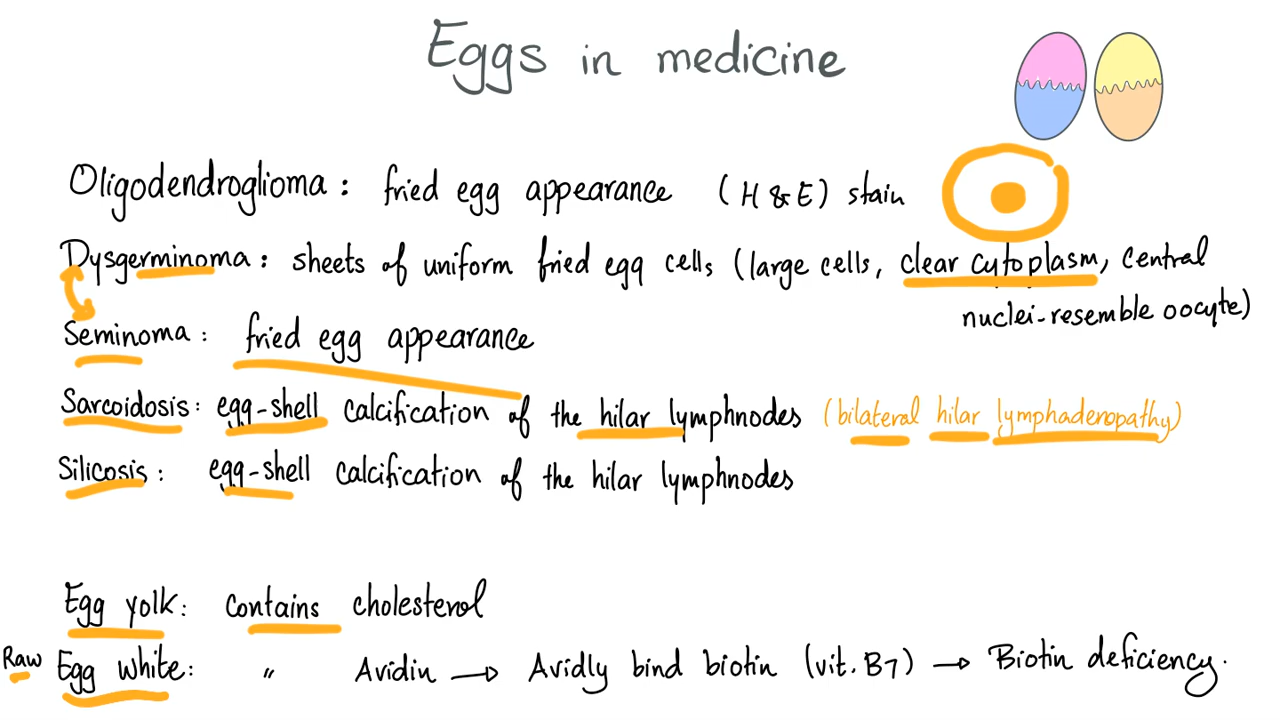 Eggs in medicine
Oligodendroglioma: fried egg appearance (H & E) stain
Dysgerminoma: sheets of uniform fried egg cells (large cells, clear cytoplasm, central
nuclei-resemble oocyte)
Seminoma: fried egg appearance
Sarcoidosis: egg-shell calcification of the hilar lymphnodes (bilateral hilar lymphadenopathy)
Silicosis: egg-shell calcification of the hilar lymphnodes
Egg yolk: contains cholesterol
Raw Egg white: " Avidin → Avidly bind biotin (vit. B7) → Biotin deficiency.